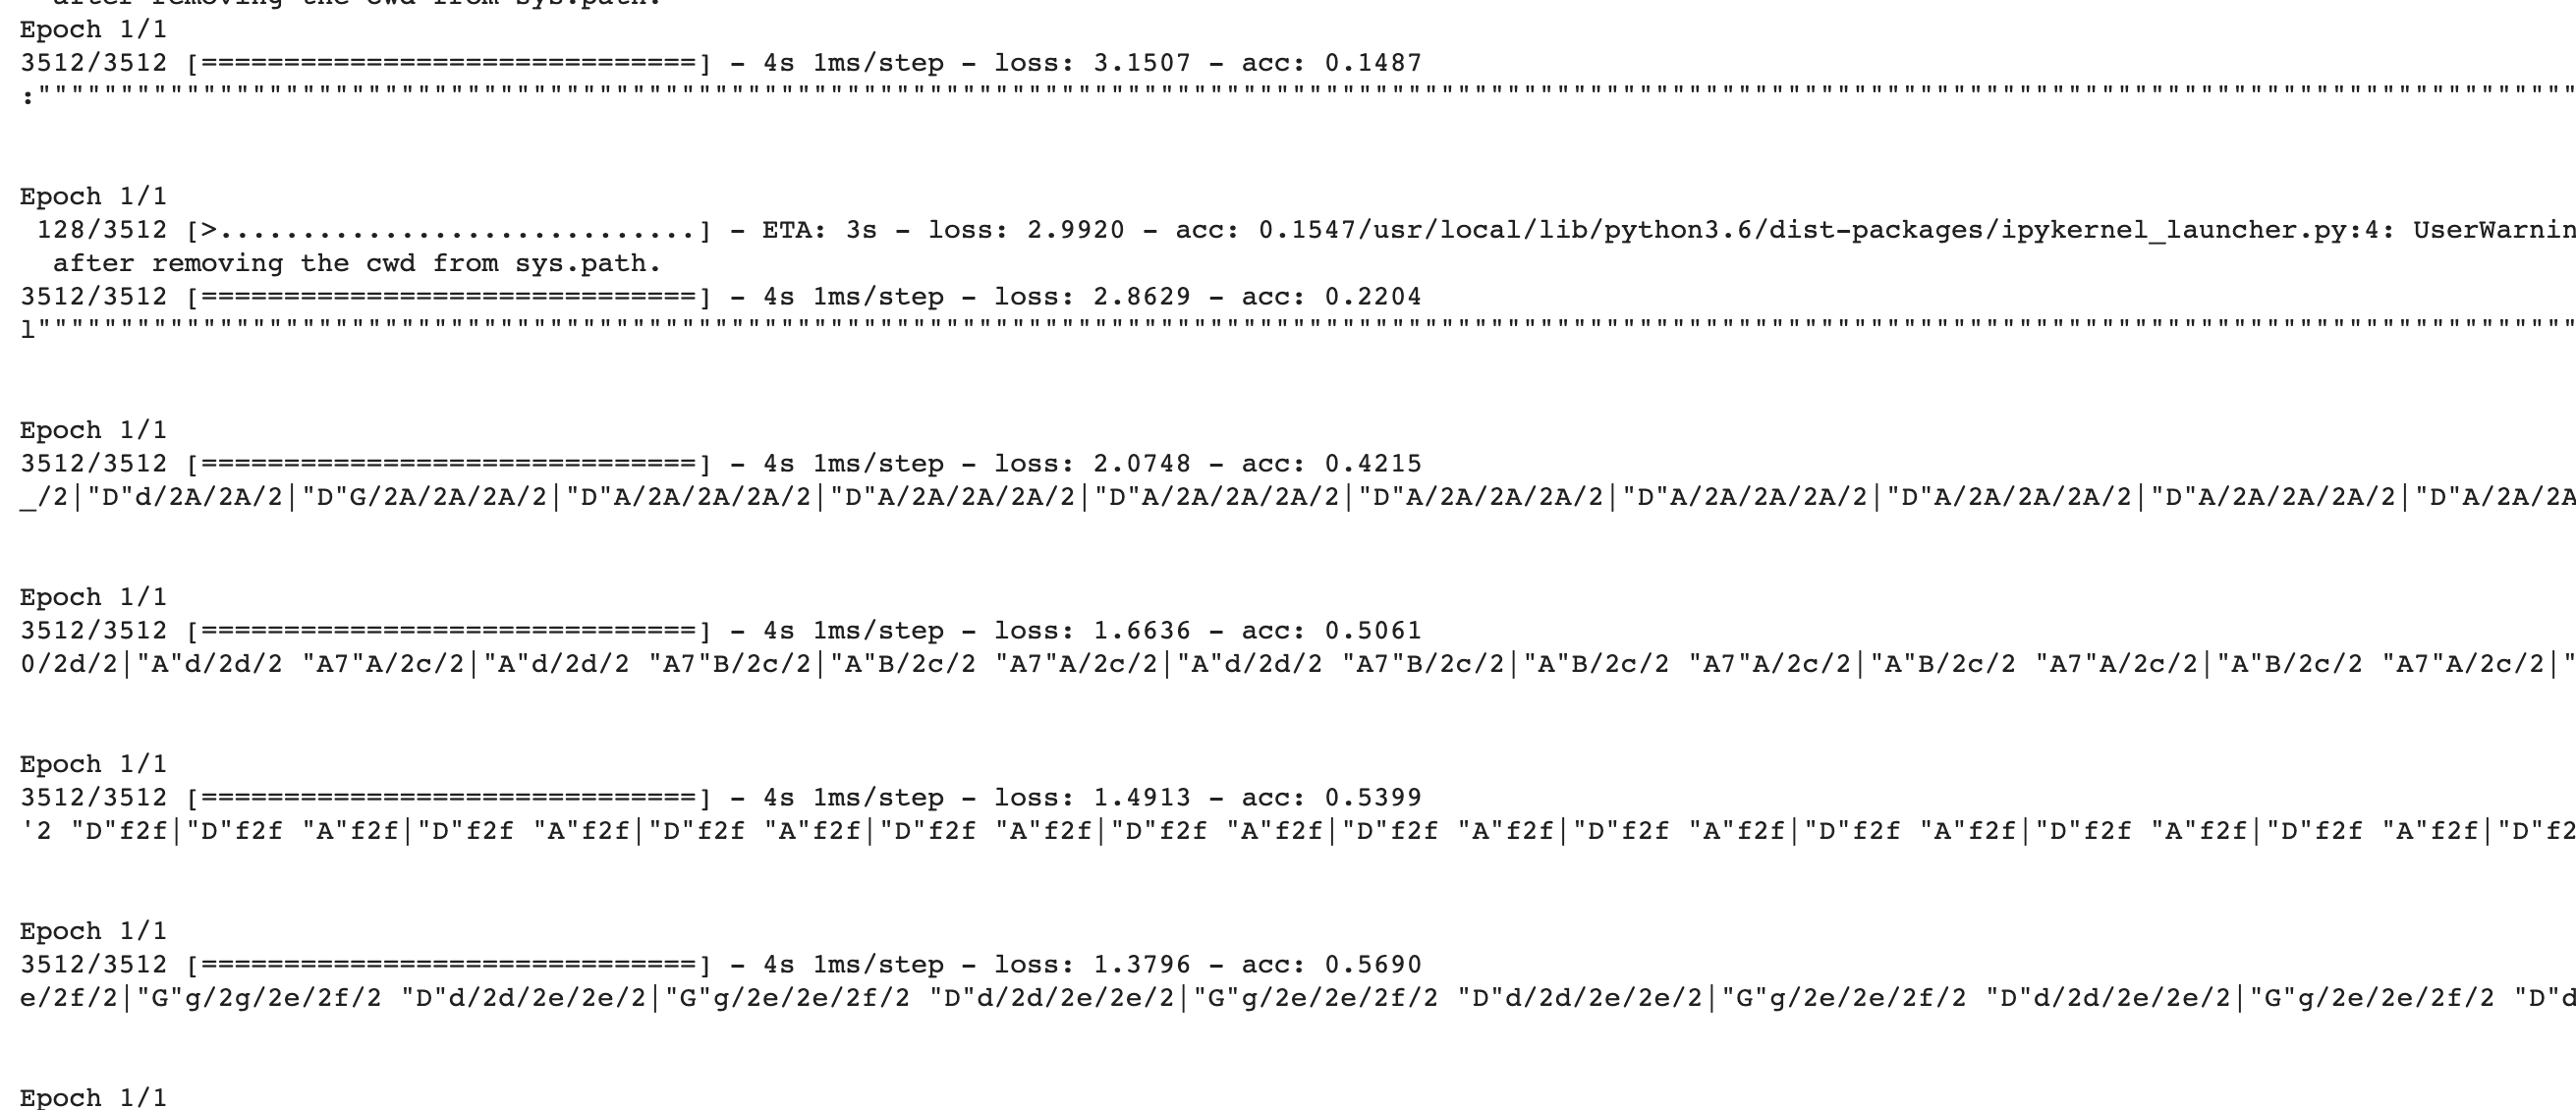 after removing the cwd from sys.path.
Epoch 1/1
3512/3512 [==============================] - 4s 1ms/step - loss: 3.1507 - acc: 0.1487
:""""""""""""""""""""""""""""""""""""""""""""""""""""""""""""""""""""""""""""""""""""""""""""""""""""""""""""""""""""""""""""""""""""""""""""""""""""""""""
Epoch 1/1
128/3512 [>.............................] - ETA: 3s - loss: 2.9920 - acc: 0.1547/usr/local/lib/python3.6/dist-packages/ipykernel_launcher.py:4: UserWarnin
after removing the cwd from sys.path.
3512/3512 [==============================] - 4s 1ms/step - loss: 2.8629 - acc: 0.2204
l""""""""""""""""""""""""""""""""""""""""""""""""""""""""""""""""""""""""""""""""""""""""""""""""""""""""""""""""""""""""""""""""""""""""""""""""""""""""""
Epoch 1/1
3512/3512 [==============================] - 4s 1ms/step - loss: 2.0748 - acc: 0.4215
_/2|"D"d/2A/2A/2|"D"G/2A/2A/2A/2|"D"A/2A/2A/2A/2|"D"A/2A/2A/2A/2|"D"A/2A/2A/2A/2|"D"A/2A/2A/2A/2|"D"A/2A/2A/2A/2|"D"A/2A/2A/2A/2|"D"A/2A/2A/2A/2|"D"A/2A/2A
Epoch 1/1
3512/3512 [==============================] - 4s 1ms/step - loss: 1.6636 - acc: 0.5061
0/2d/2|"A"d/2d/2 "A7"A/2c/2|"A"d/2d/2 "A7"B/2c/2|"A"B/2c/2 "A7"A/2c/2|"A"d/2d/2 "A7"B/2c/2|"A"B/2c/2 "A7"A/2c/2|"A"B/2c/2 "A7"A/2c/2|"A"B/2c/2 "A7"A/2c/2|"
Epoch 1/1
3512/3512 [==============================] - 4s 1ms/step - loss: 1.4913 - acc: 0.5399
'2 "D"f2f|"D"f2f "A"f2f|"D"f2f "A"f2f|"D"f2f "A"f2f|"D"f2f "A"f2f|"D"f2f "A"f2f|"D"f2f "A"f2f|"D"f2f "A"f2f|"D"f2f "A"f2f|"D"f2f "A"f2f|"D"f2f "A"f2f|"D"f2
Epoch 1/1
3512/3512 [==============================] - 4s 1ms/step - loss: 1.3796 - acc: 0.5690
e/2f/2|"G"g/2g/2e/2f/2 "D"d/2d/2e/2e/2|"G"g/2e/2e/2f/2 "D"d/2d/2e/2e/2|"G"g/2e/2e/2f/2 "D"d/2d/2e/2e/2|"G"g/2e/2e/2f/2 "D"d/2d/2e/2e/2|"G"g/2e/2e/2f/2 "D"d
Epoch 1/1